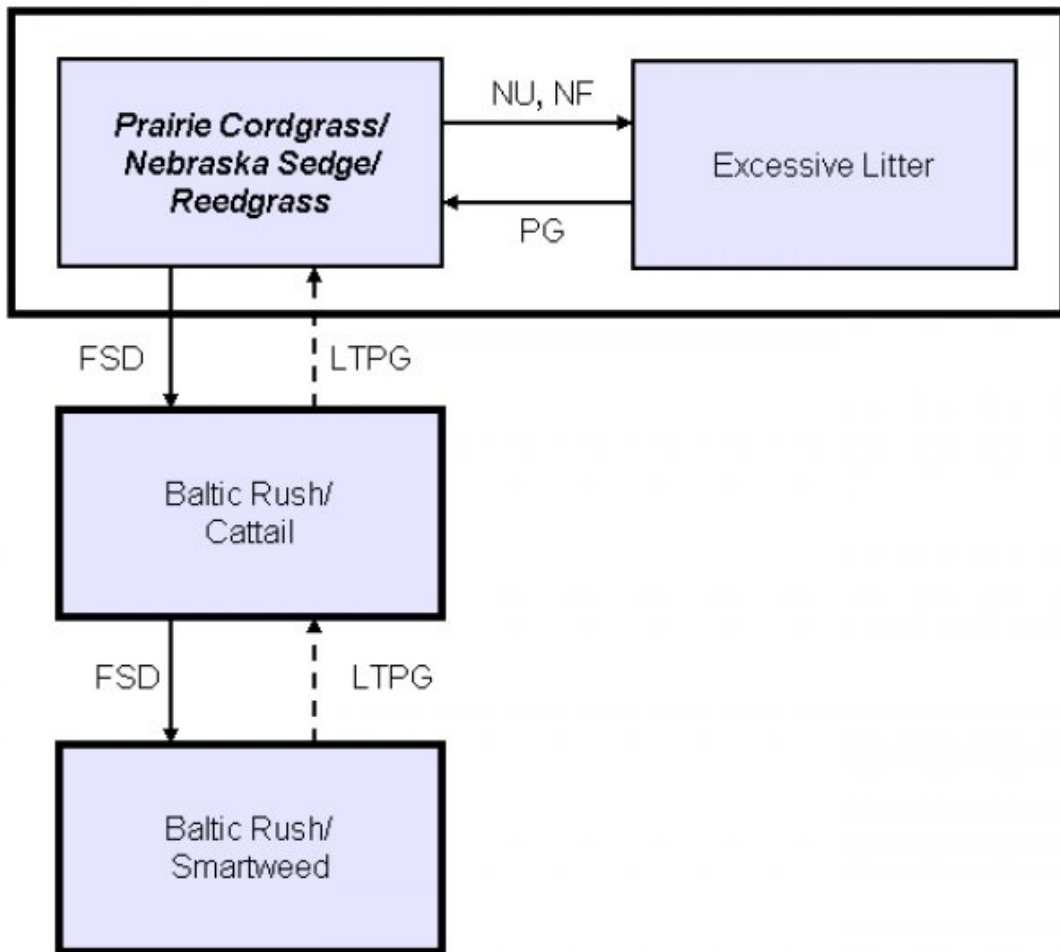 Prairie Cordgrass/
Nebraska Sedge/
Reedgrass
NU, NF
PG
Excessive Litter
FSD
LTPG
Baltic Rush/
Cattail
FSD
LTPG
Baltic Rush/
Smartweed